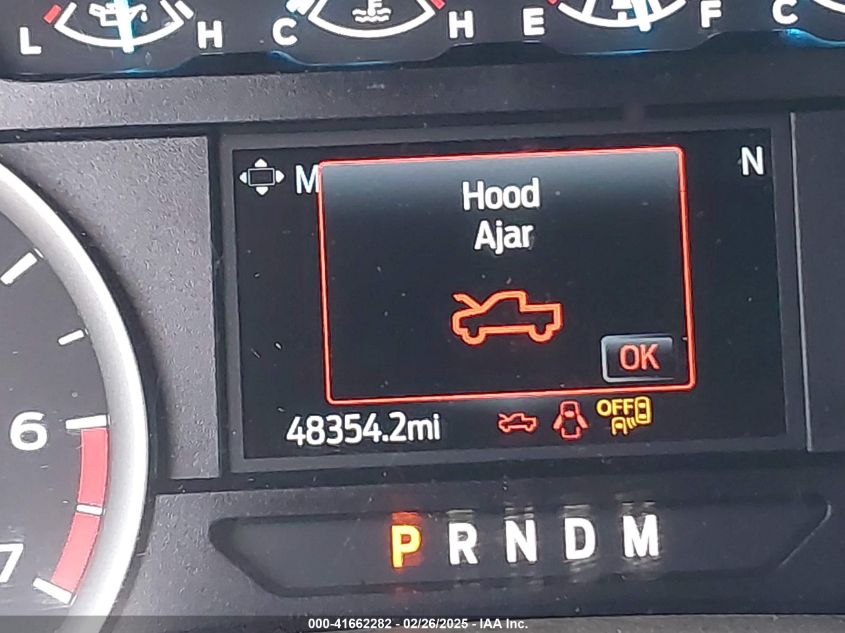 L H C H E F C
M
N
Hood
Ajar
OK
48354.2mi
OFF
6
7
P R N D M
000-41662282 - 02/26/2025 - IAA Inc.